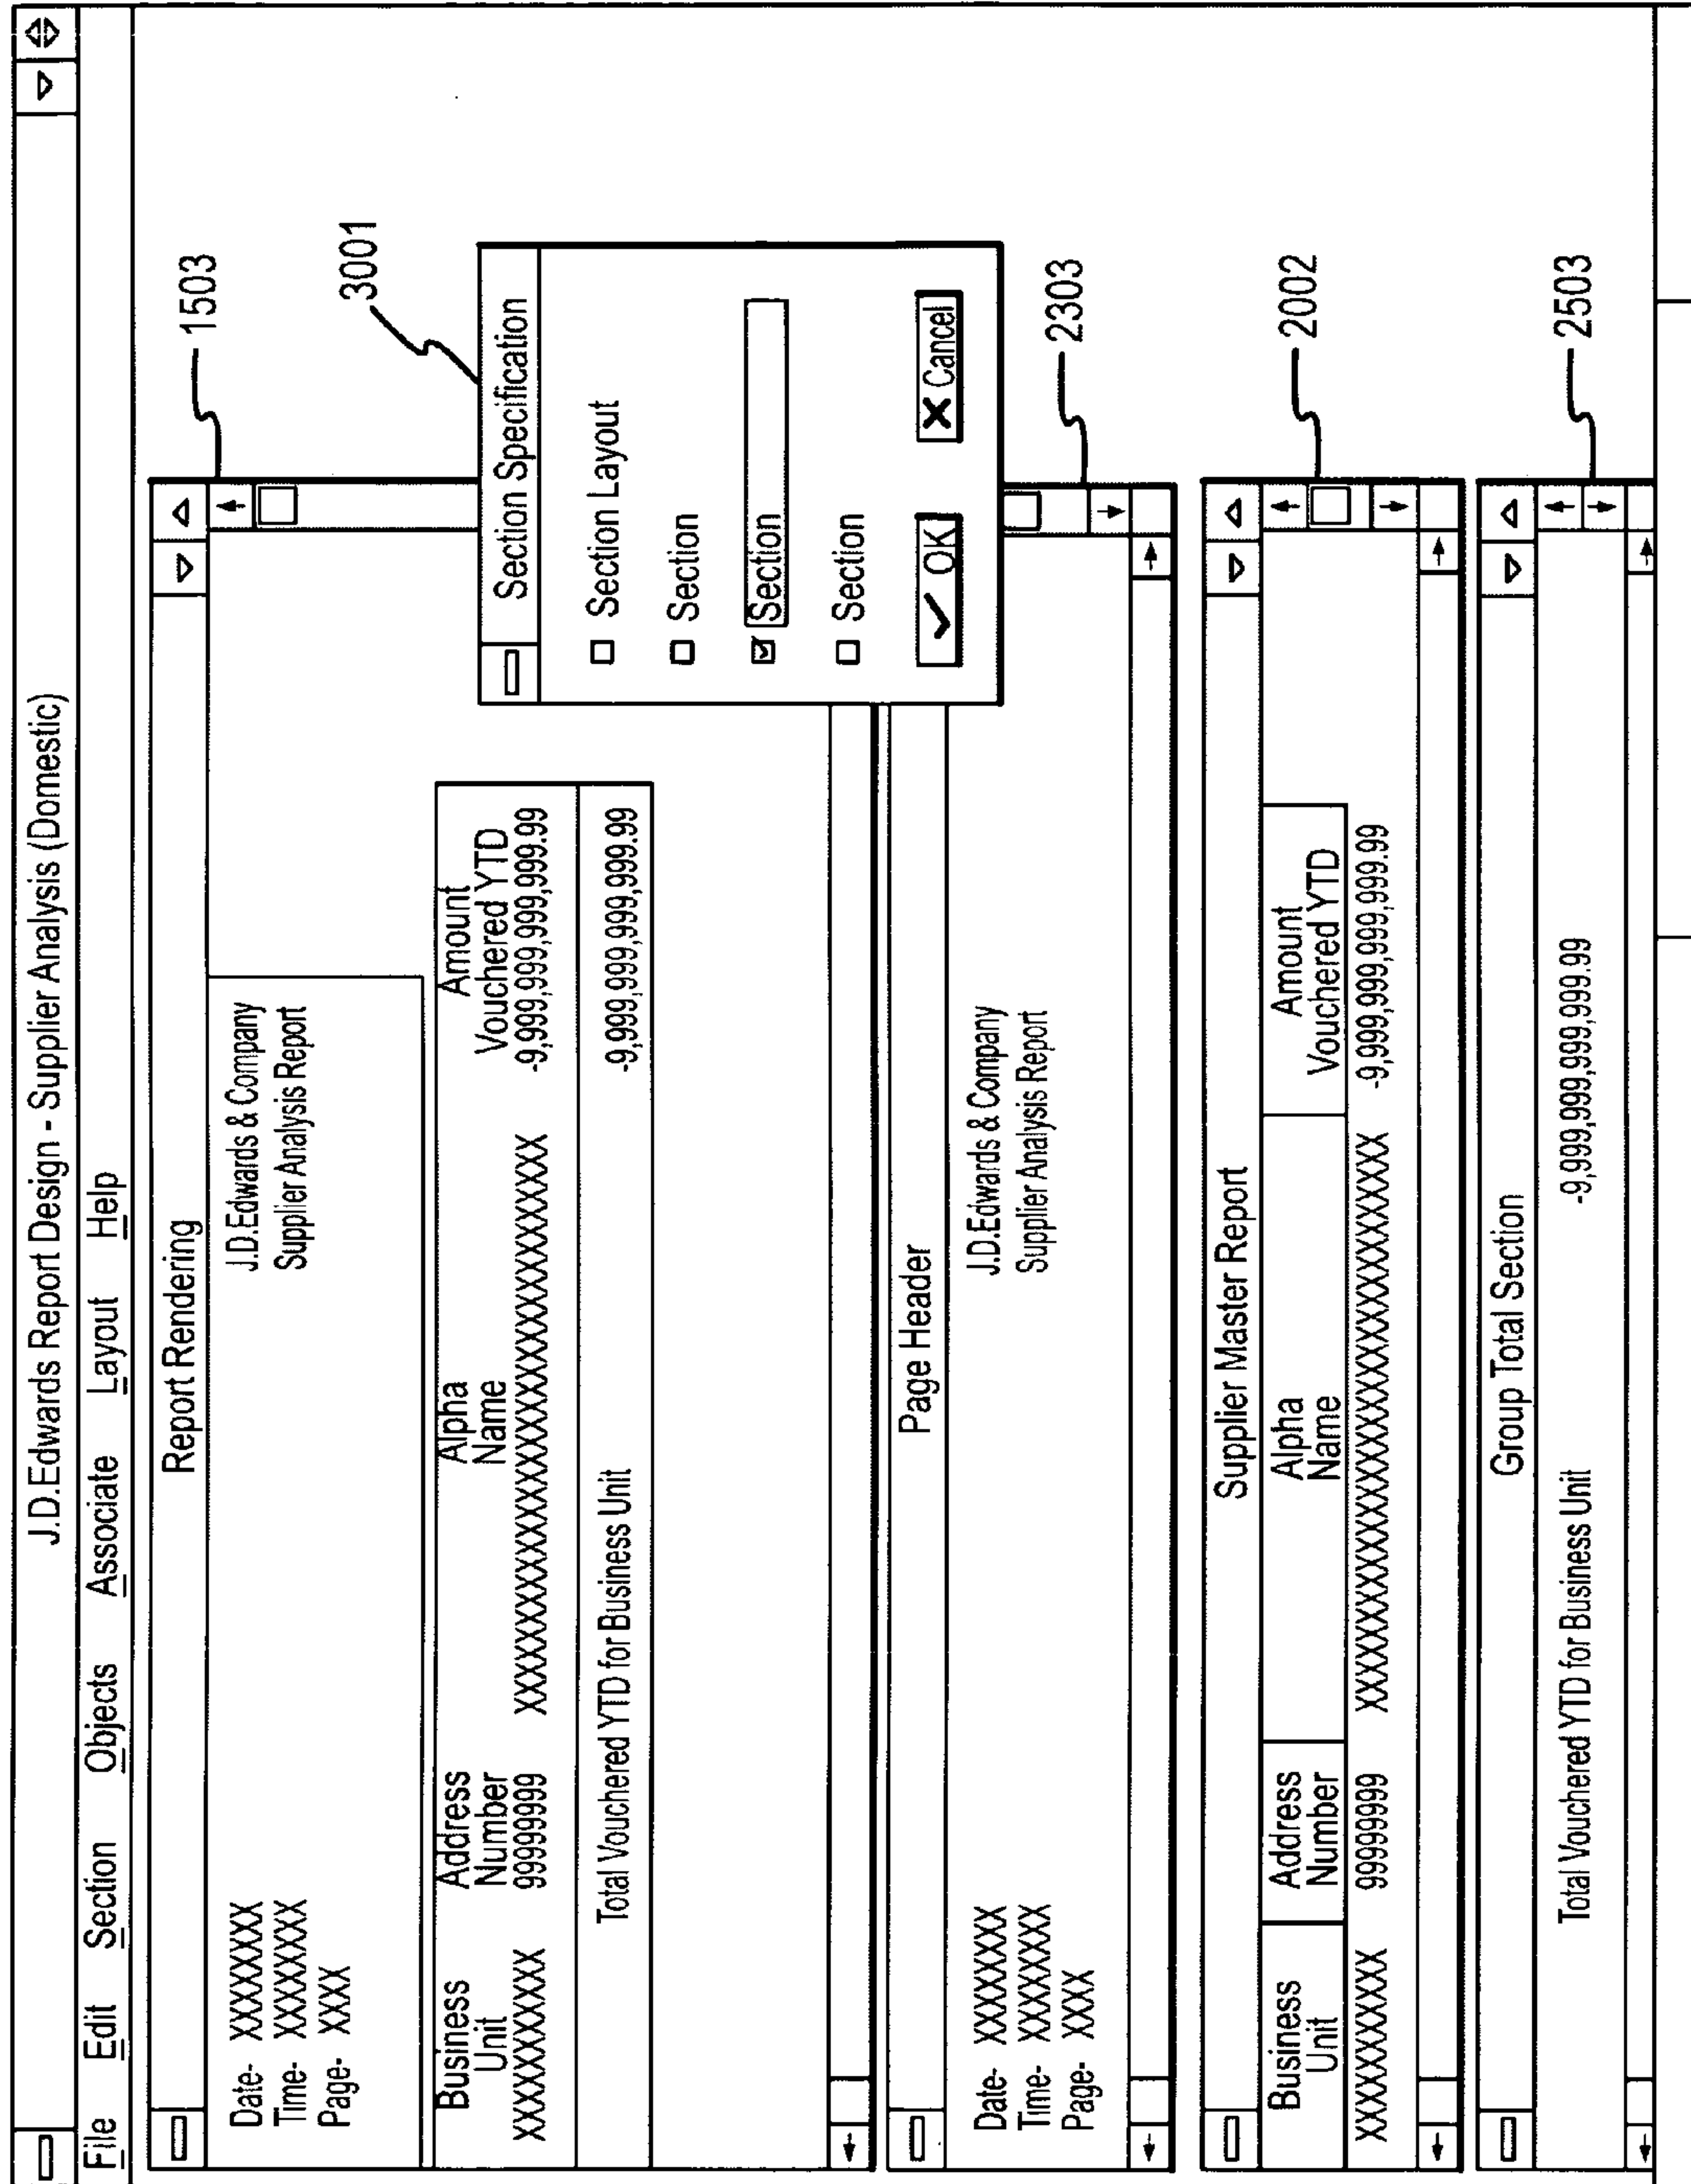 J.D.Edwards Report Design - Supplier Analysis (Domestic)
File Edit Section Objects Associate Layout Help
Report Rendering
1503
Date- XXXXXXXX
J.D.Edwards & Company
Time- XXXXXXXX
Supplier Analysis Report
Page- XXXX
Business Unit
Address Number
Alpha Name
Amount Vouchered YTD
XXXXXXXXXXXX 99999999 XXXXXXXXXXXXXXXXXXXXXXXXXXXXXXXXXXXXXXXX -9,999,999,999,999.99
Total Vouchered YTD for Business Unit -9,999,999,999,999.99
3001
Section Specification
Section Layout
Section
Section
Section
OK Cancel
Page Header
2303
Date- XXXXXXXX
J.D.Edwards & Company
Time- XXXXXXXX
Supplier Analysis Report
Page- XXXX
Supplier Master Report
2002
Business Unit
Address Number
Alpha Name
Amount Vouchered YTD
XXXXXXXXXXXX 99999999 XXXXXXXXXXXXXXXXXXXXXXXXXXXXXXXXXXXXXXXX -9,999,999,999,999.99
Group Total Section
2503
Total Vouchered YTD for Business Unit -9,999,999,999,999.99